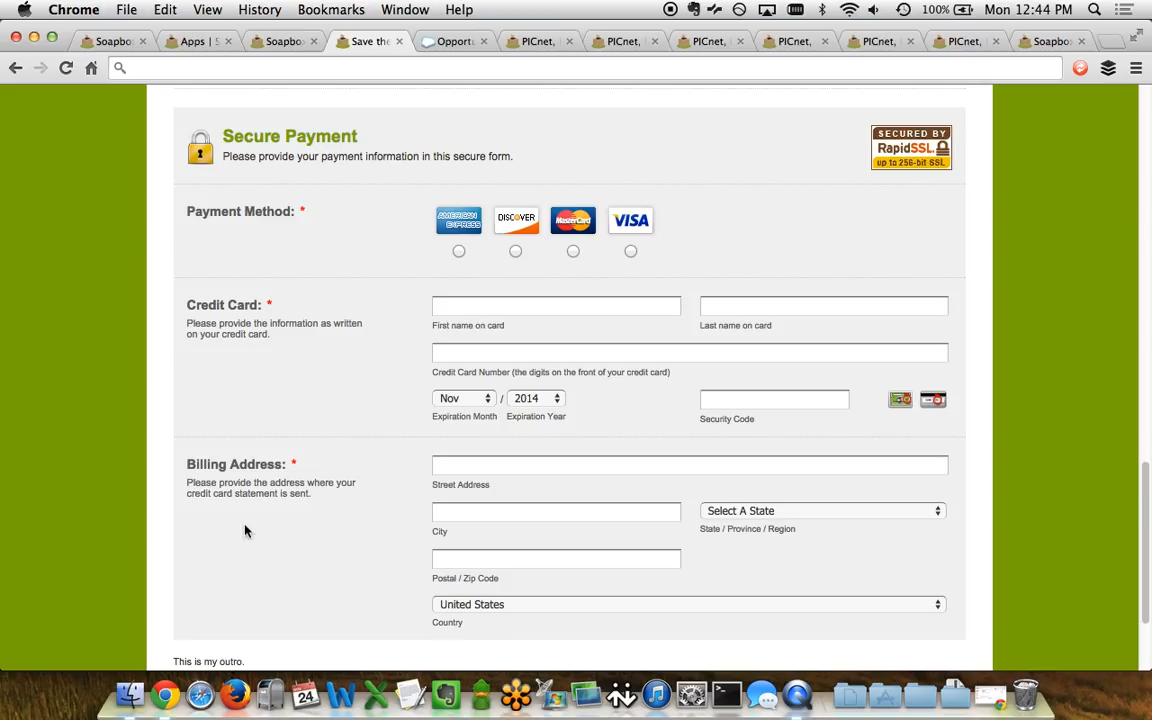 Chrome File Edit View History Bookmarks Window Help 100% Mon 12:44 PM
Soapbo Apps | S Soapbo Save the Opportu PICnet, PICnet, PICnet, PICnet, PICnet, PICnet, Soapbo
Secure Payment
Please provide your payment information in this secure form.
SECURED BY
RapidSSL
up to 256-bit SSL
Payment Method: *
AMERICAN EXPRESS DISCOVER MasterCard VISA
Credit Card: *
Please provide the information as written
on your credit card.
First name on card Last name on card
Credit Card Number (the digits on the front of your credit card)
Nov / 2014
Expiration Month Expiration Year Security Code
Billing Address: *
Please provide the address where your
credit card statement is sent.
Street Address
Select A State
City State / Province / Region
Postal / Zip Code
United States
Country
This is my outro.
24